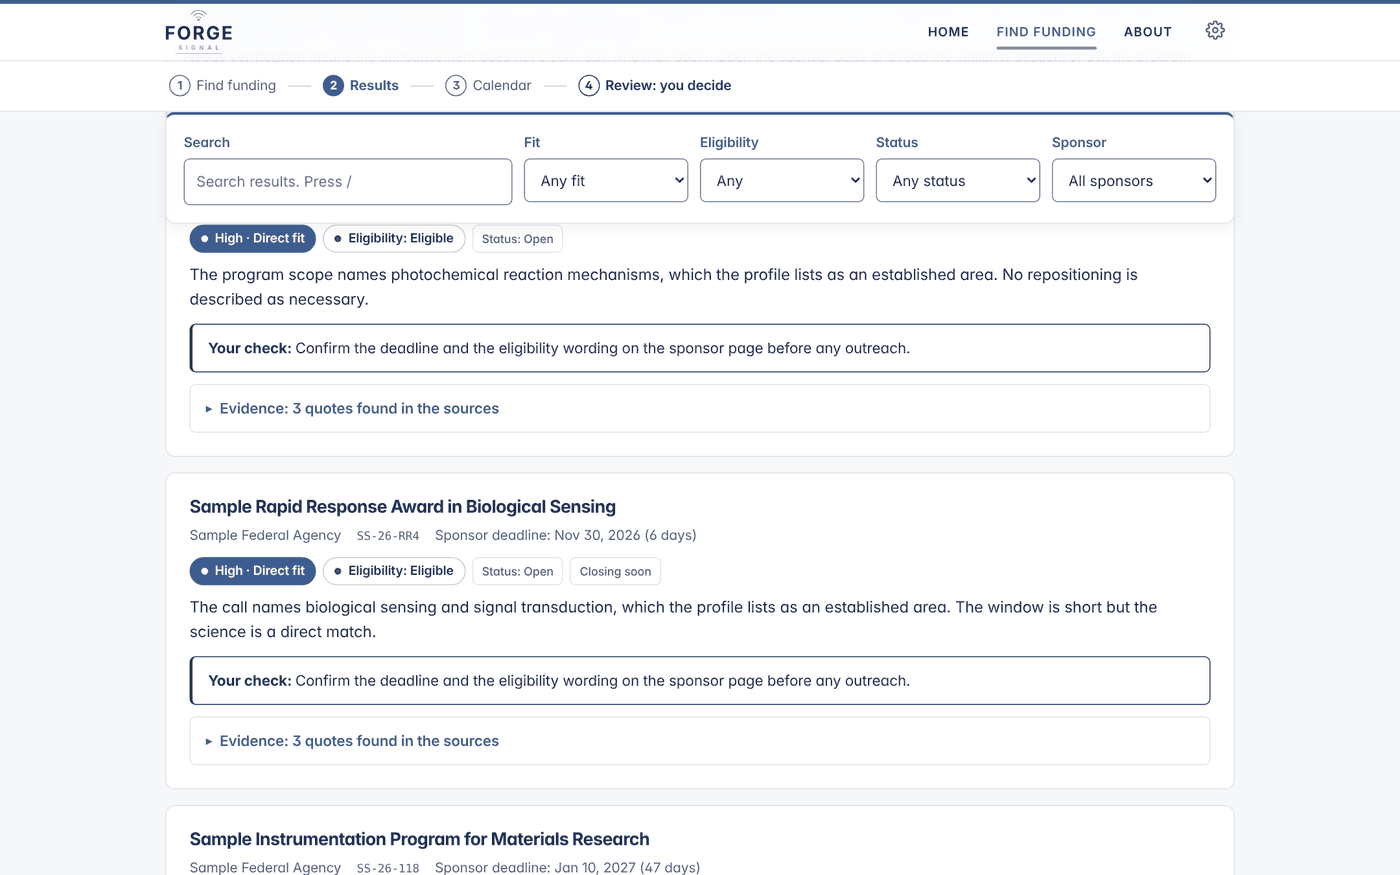 FORGE
SIGNAL
HOME
FIND FUNDING
ABOUT
1 Find funding
2 Results
3 Calendar
4 Review: you decide
Search
Fit
Eligibility
Status
Sponsor
Search results. Press /
Any fit
Any
Any status
All sponsors
High · Direct fit
Eligibility: Eligible
Status: Open
The program scope names photochemical reaction mechanisms, which the profile lists as an established area. No repositioning is
described as necessary.
Your check: Confirm the deadline and the eligibility wording on the sponsor page before any outreach.
▸ Evidence: 3 quotes found in the sources
Sample Rapid Response Award in Biological Sensing
Sample Federal Agency SS-26-RR4 Sponsor deadline: Nov 30, 2026 (6 days)
High · Direct fit
Eligibility: Eligible
Status: Open
Closing soon
The call names biological sensing and signal transduction, which the profile lists as an established area. The window is short but the
science is a direct match.
Your check: Confirm the deadline and the eligibility wording on the sponsor page before any outreach.
▸ Evidence: 3 quotes found in the sources
Sample Instrumentation Program for Materials Research
Sample Federal Agency SS-26-118 Sponsor deadline: Jan 10, 2027 (47 days)